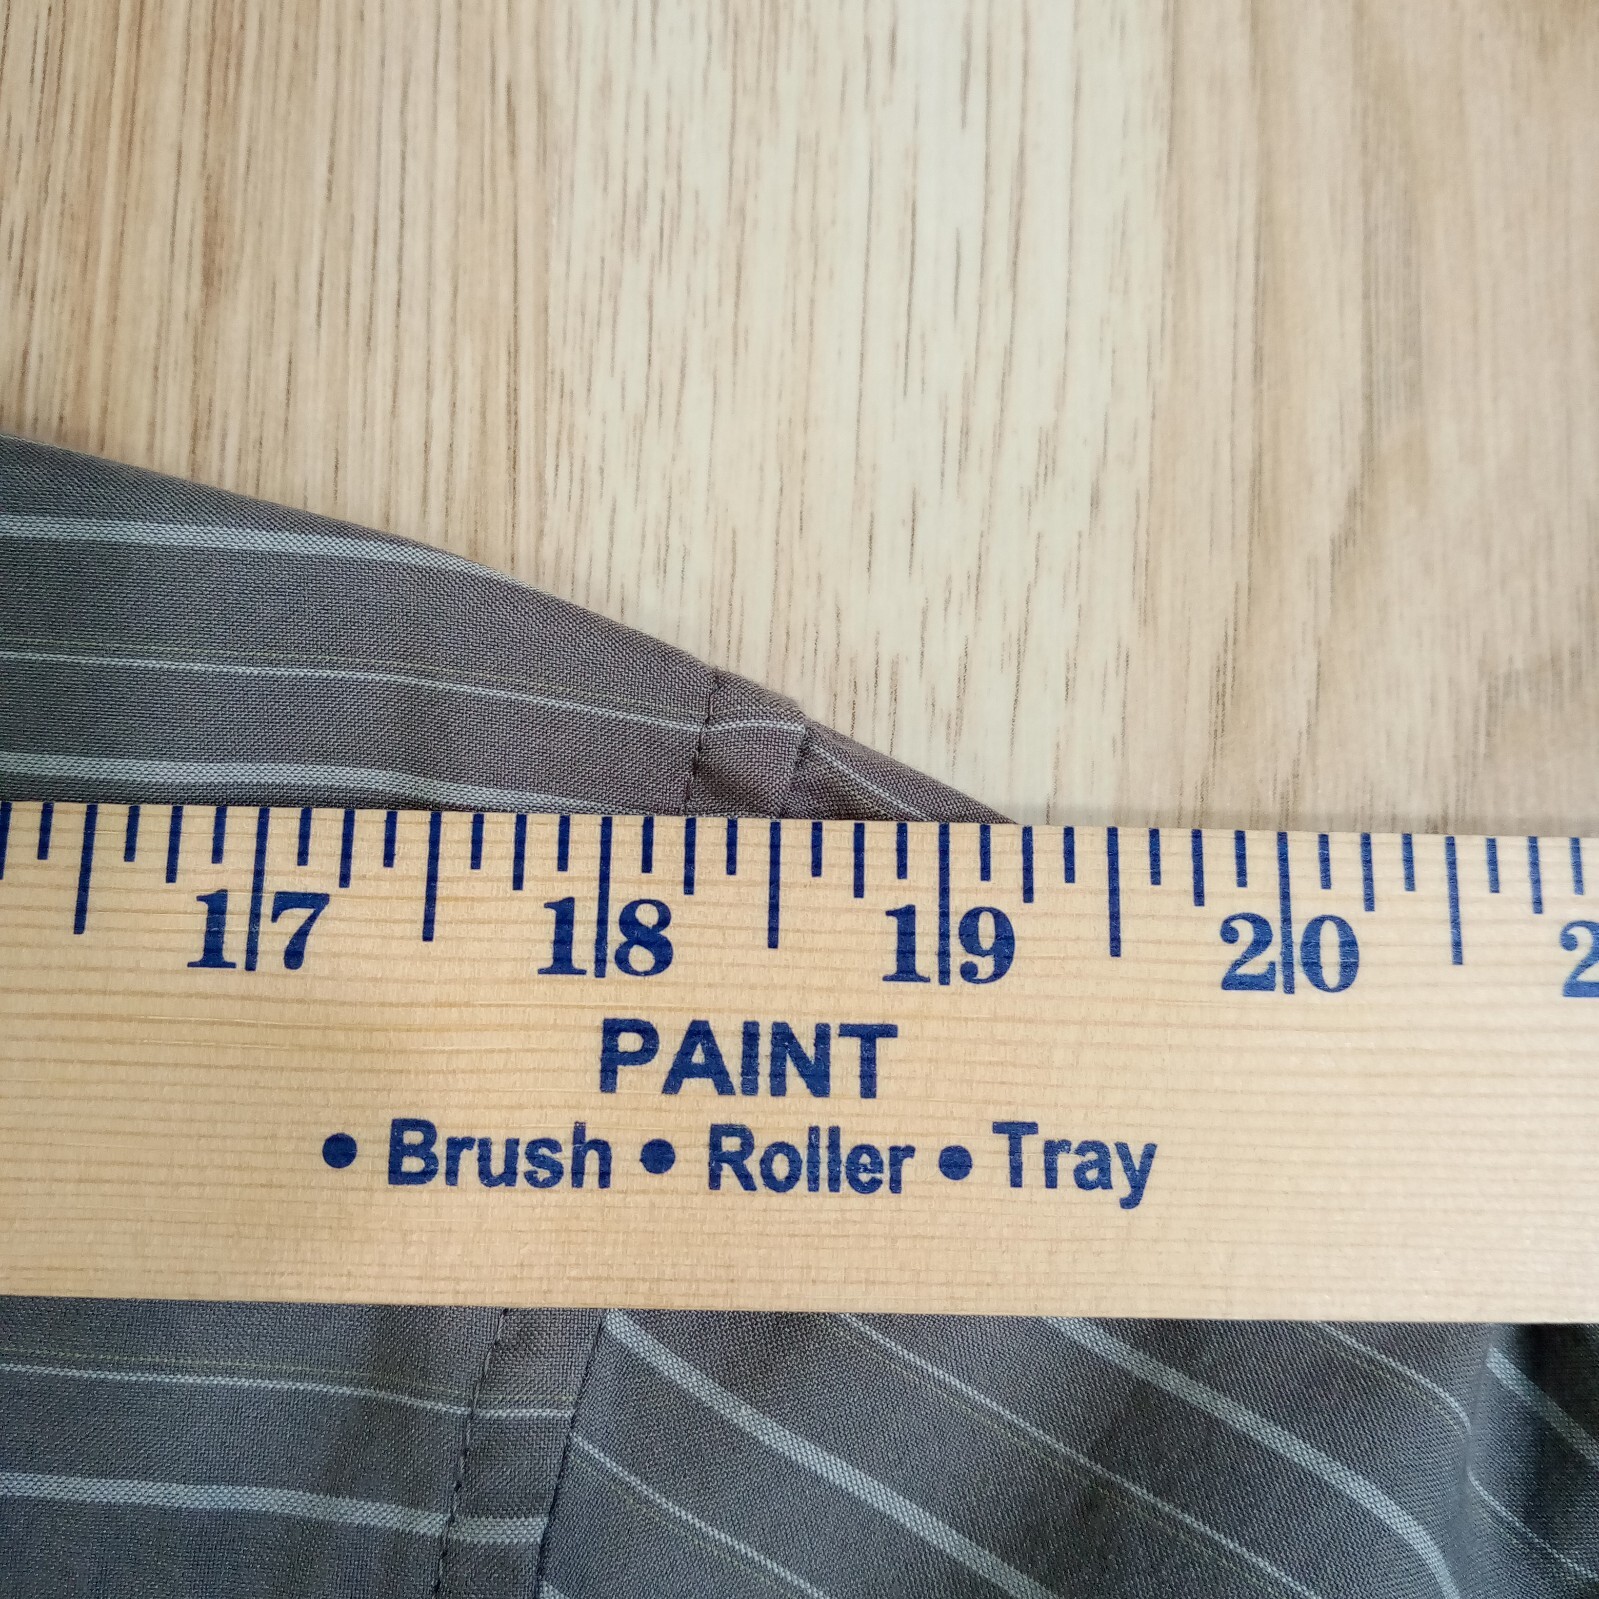 17 18 19 20 2
PAINT
• Brush • Roller • Tray